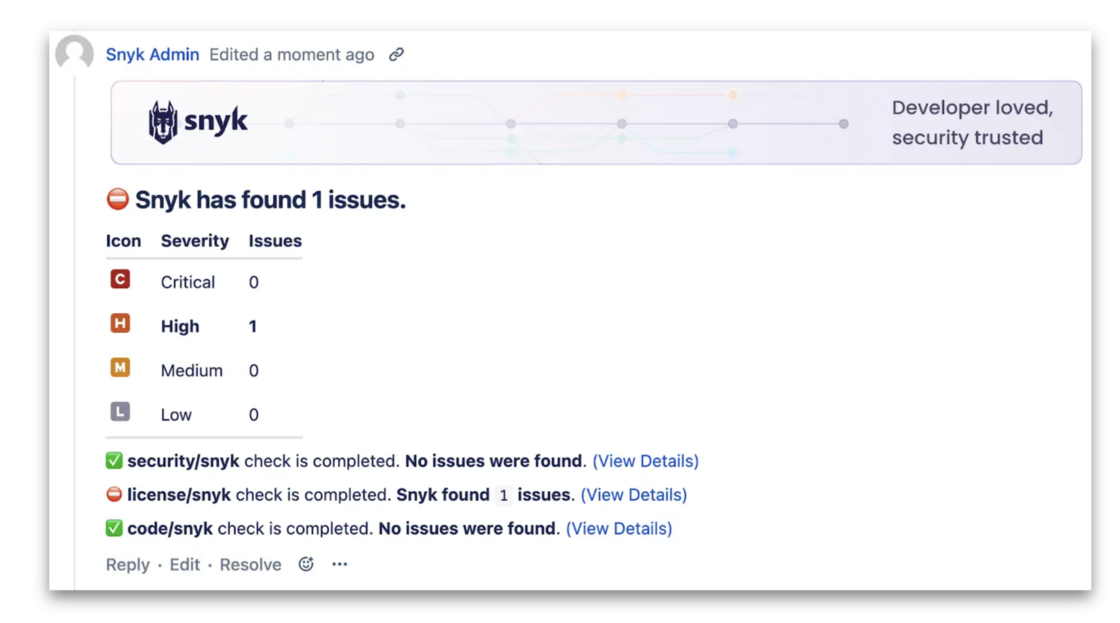 Snyk Admin Edited a moment ago
snyk
Developer loved,
security trusted
Snyk has found 1 issues.
Icon Severity Issues
C Critical 0
H High 1
M Medium 0
L Low 0
security/snyk check is completed. No issues were found. (View Details)
license/snyk check is completed. Snyk found 1 issues. (View Details)
code/snyk check is completed. No issues were found. (View Details)
Reply · Edit · Resolve ···